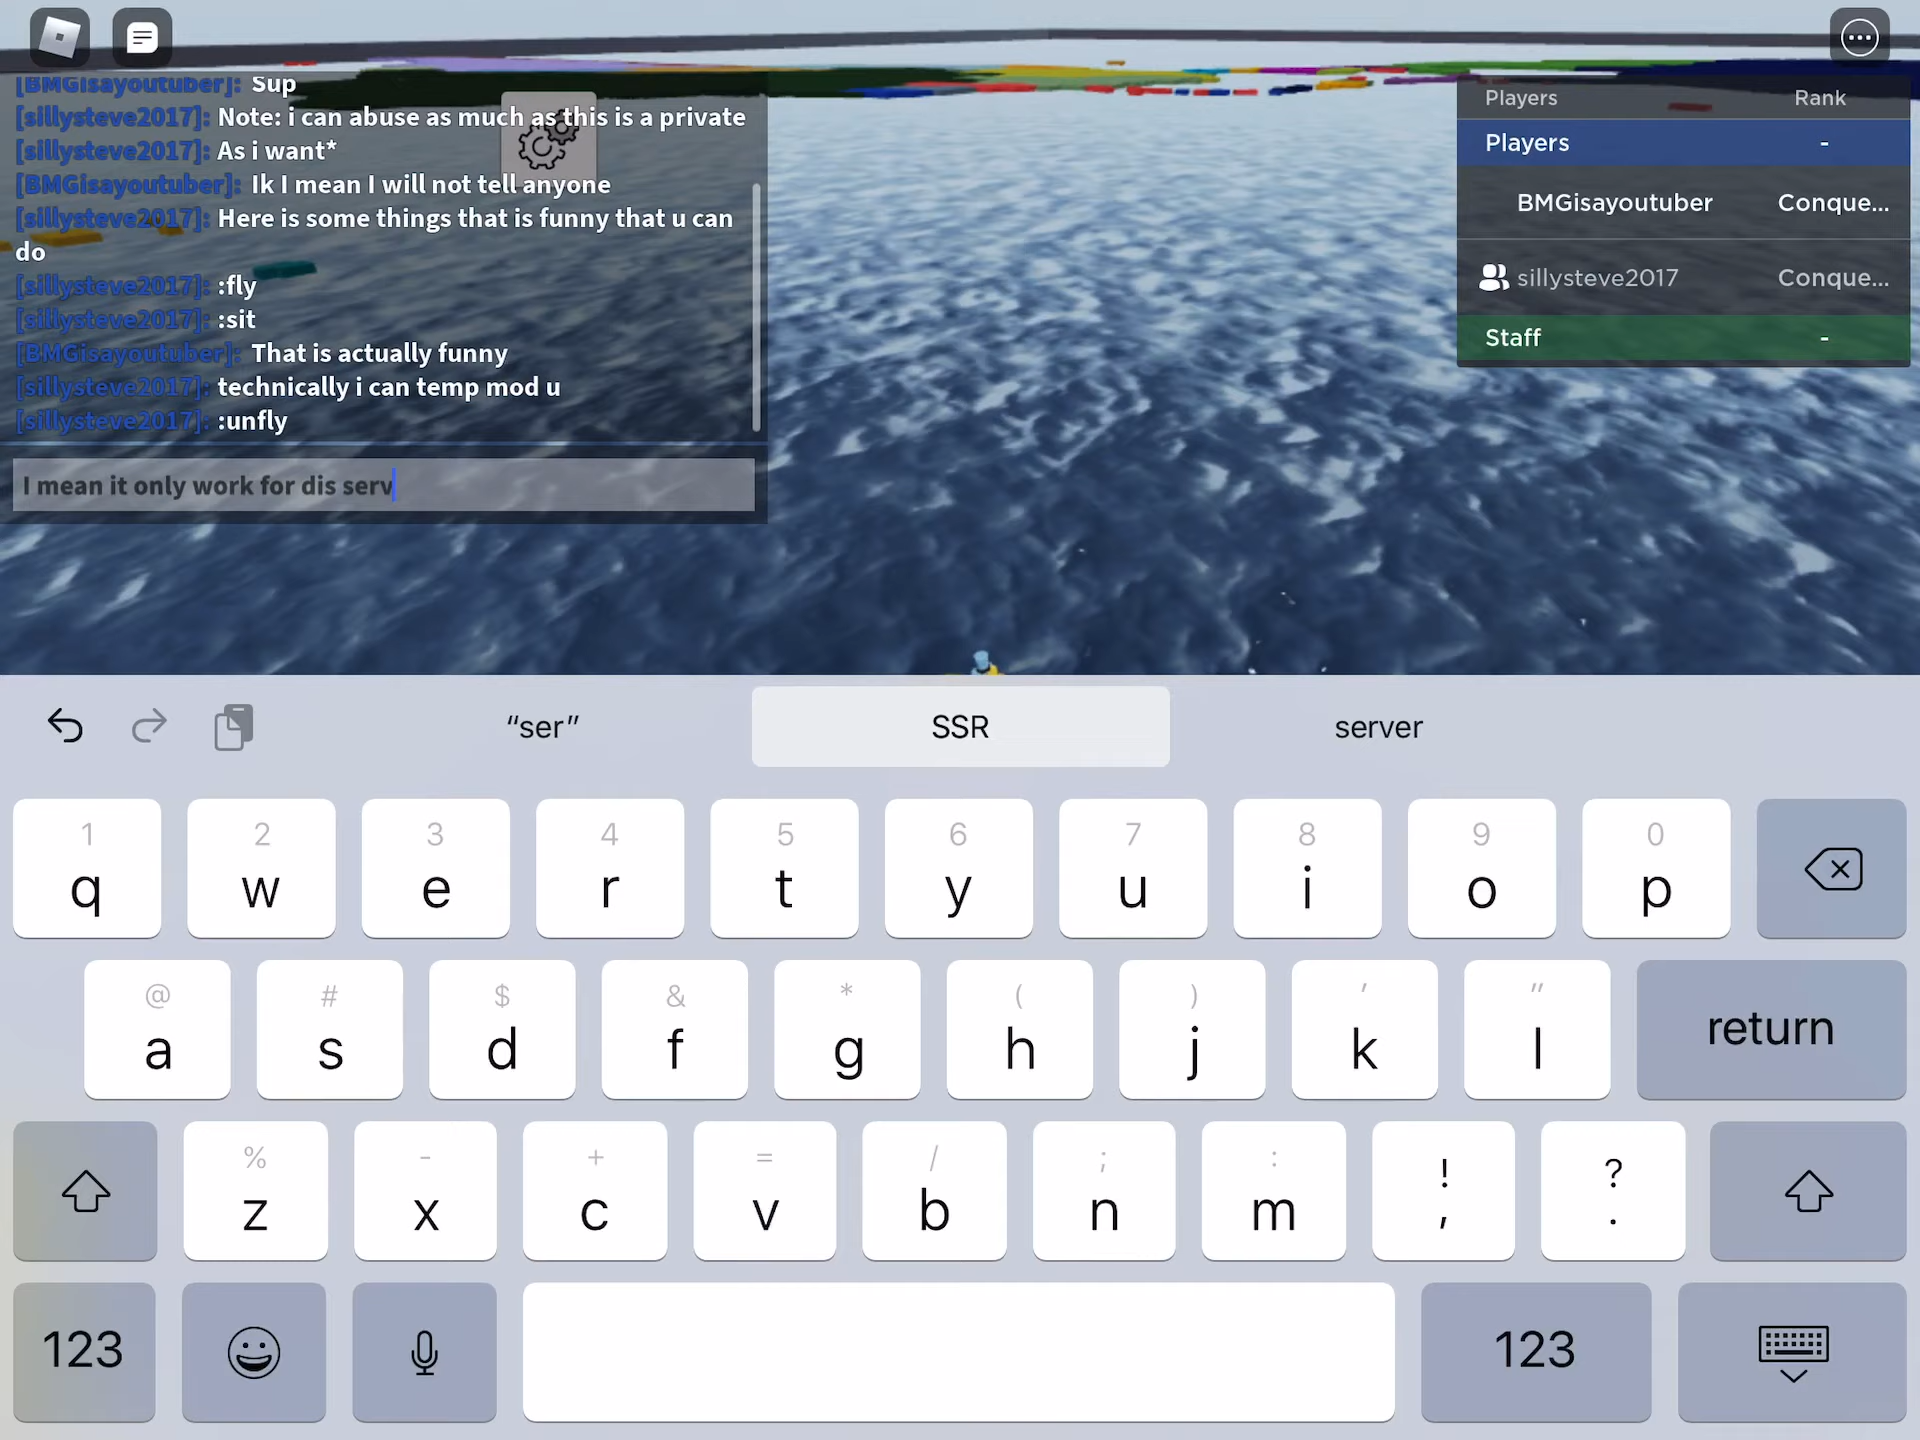 [BMGisayoutuber]: Sup
[sillysteve2017]: Note: i can abuse as much as this is a private
[sillysteve2017]: As i want*
[BMGisayoutuber]: Ik I mean I will not tell anyone
[sillysteve2017]: Here is some things that is funny that u can
do
[sillysteve2017]: :fly
[sillysteve2017]: :sit
[BMGisayoutuber]: That is actually funny
[sillysteve2017]: technically i can temp mod u
[sillysteve2017]: :unfly
I mean it only work for dis serv
Players Rank
Players -
BMGisayoutuber Conque...
sillysteve2017 Conque...
Staff -
“ser” SSR server
1 2 3 4 5 6 7 8 9 0
q w e r t y u i o p
@ # $ & * ( ) ' "
a s d f g h j k l return
% - + = / ; : ! ?
z x c v b n m , .
123 123